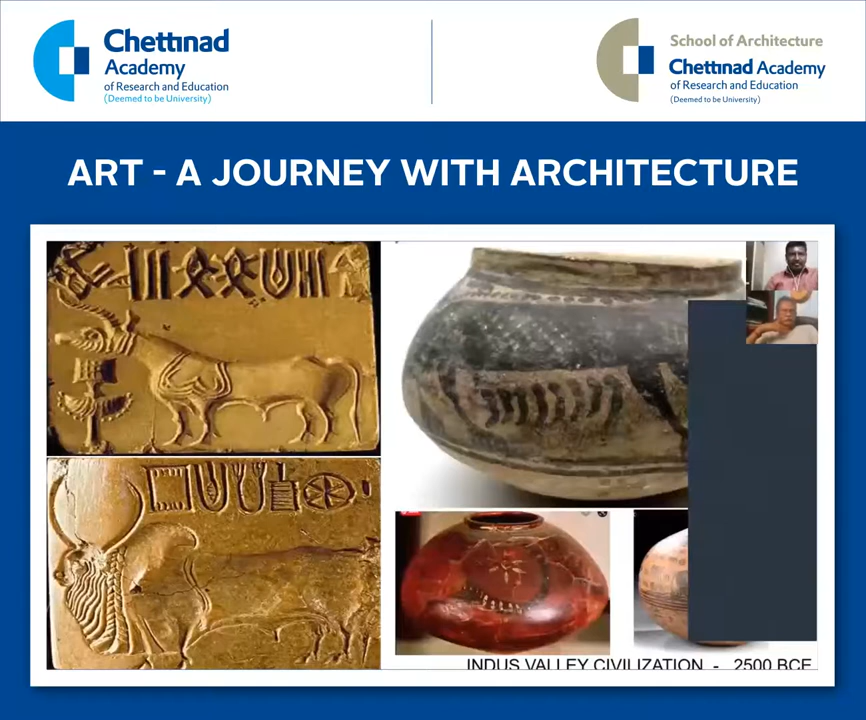 Chettinad
Academy
of Research and Education
(Deemed to be University)
School of Architecture
Chettinad Academy
of Research and Education
(Deemed to be University)
ART - A JOURNEY WITH ARCHITECTURE
INDUS VALLEY CIVILIZATION - 2500 BCE